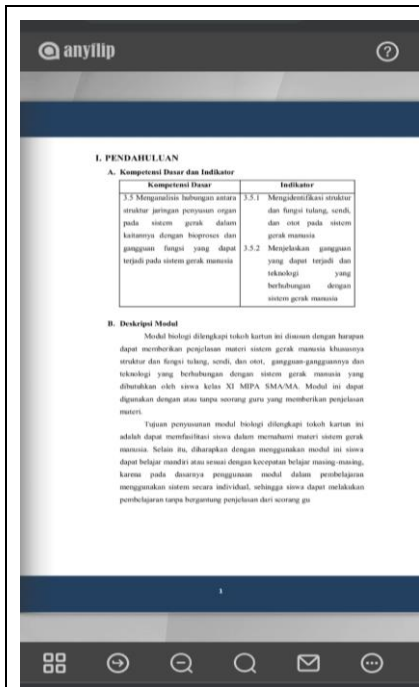 anyflip
?
I. PENDAHULUAN
A. Kompetensi Dasar dan Indikator
Kompetensi Dasar
3.5 Menganalisis hubungan antara
struktur jaringan penyusun organ
pada sistem gerak dalam
kaitannya dengan bioproses dan
gangguan fungsi yang dapat
terjadi pada sistem gerak manusia
Indikator
3.5.1 Mengidentifikasi struktur
dan fungsi tulang, sendi,
dan otot pada sistem
gerak manusia
3.5.2 Menjelaskan gangguan
yang dapat terjadi dan
teknologi yang
berhubungan dengan
sistem gerak manusia
B. Deskripsi Modul
Modul biologi dilengkapi tokoh kartun ini disusun dengan harapan
dapat memberikan penjelasan materi sistem gerak manusia khususnya
struktur dan fungsi tulang, sendi, dan otot, gangguan-gangguannya dan
teknologi yang berhubungan dengan sistem gerak manusia yang
dibutuhkan oleh siswa kelas XI MIPA SMA/MA. Modul ini dapat
digunakan dengan atau tanpa seorang guru yang memberikan penjelasan
materi.
Tujuan penyusunan modul biologi dilengkapi tokoh kartun ini
adalah dapat memfasilitasi siswa dalam memahami materi sistem gerak
manusia. Selain itu, diharapkan dengan menggunakan modul ini siswa
dapat belajar mandiri atau sesuai dengan kecepatan belajar masing-masing,
karena pada dasarnya penggunaan modul dalam pembelajaran
menggunakan sistem secara individual, sehingga siswa dapat melakukan
pembelajaran tanpa bergantung penjelasan dari seorang gu
1